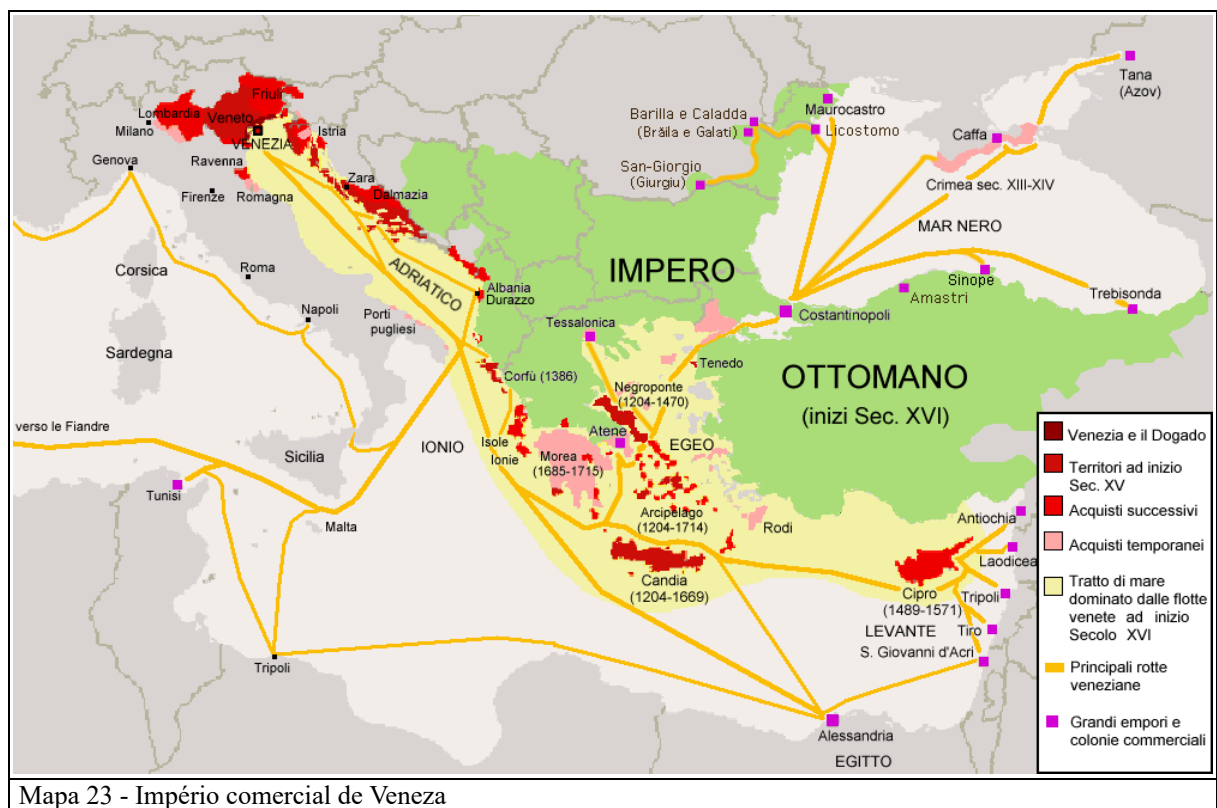 Tana
(Azov)
Maurocastro
Barilla e Caladda
(Brăila e Galati)
Licostomo
San-Giorgio
(Giurgiu)
Caffa
Crimea sec. XIII-XIV
MAR NERO
Friuli
Lombardia
Milano
Veneto
VENEZIA
Istria
Genova
Ravenna
Firenze
Romagna
Zara
Dalmazia
ADRIATICO
Corsica
Roma
Napoli
Sardegna
Porti
pugliesi
Albania
Durazzo
IMPERO
Tessalonica
Costantinopoli
Amastri
Sinope
Trebisonda
Tenedo
Corfù (1386)
Negroponte
(1204-1470)
OTTOMANO
(inizi Sec. XVI)
verso le Fiandre
Sicilia
IONIO
Isole
Ionie
Atene
EGEO
Morea
(1685-1715)
Tunisi
Malta
Arcipelago
(1204-1714)
Rodi
Antiochia
Laodicea
Candia
(1204-1669)
Cipro
(1489-1571)
Tripoli
LEVANTE
Tiro
S. Giovanni d'Acri
Tripoli
Alessandria
EGITTO
Venezia e il Dogado
Territori ad inizio
Sec. XV
Acquisti successivi
Acquisti temporanei
Tratto di mare
dominato dalle flotte
venete ad inizio
Secolo XVI
Principali rotte
veneziane
Grandi empori e
colonie commerciali
Mapa 23 - Império comercial de Veneza